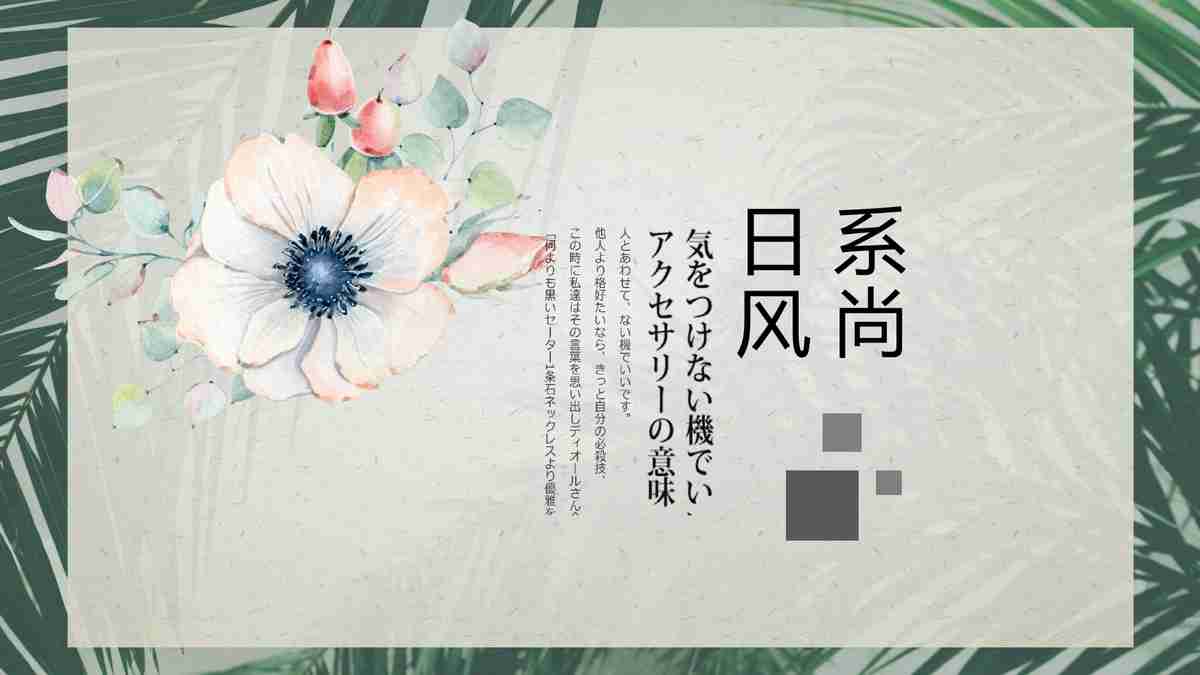 日系
风尚
気をつけない機でい
アクセサリーの意味
人とあわせて、ない機でいいです。
他人より格好たいなら、きっと自分の必殺技、
この時に私達はその言葉を思い出しディオールさん
「何よりも黒いセーター1条石ネックレスより優雅を